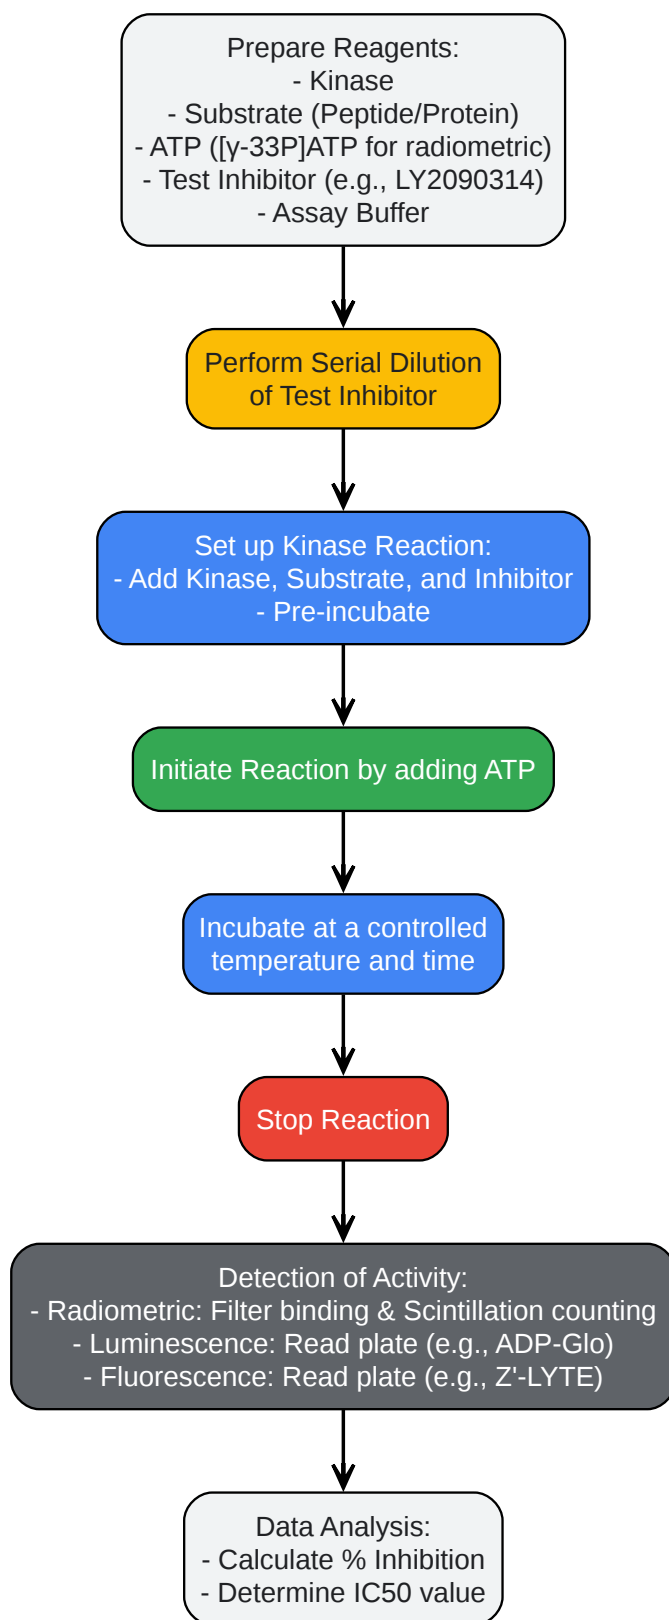 Prepare Reagents:
- Kinase
- Substrate (Peptide/Protein)
- ATP ([γ-33P]ATP for radiometric)
- Test Inhibitor (e.g., LY2090314)
- Assay Buffer
Perform Serial Dilution
of Test Inhibitor
Set up Kinase Reaction:
- Add Kinase, Substrate, and Inhibitor
- Pre-incubate
Initiate Reaction by adding ATP
Incubate at a controlled
temperature and time
Stop Reaction
Detection of Activity:
- Radiometric: Filter binding & Scintillation counting
- Luminescence: Read plate (e.g., ADP-Glo)
- Fluorescence: Read plate (e.g., Z'-LYTE)
Data Analysis:
- Calculate % Inhibition
- Determine IC50 value